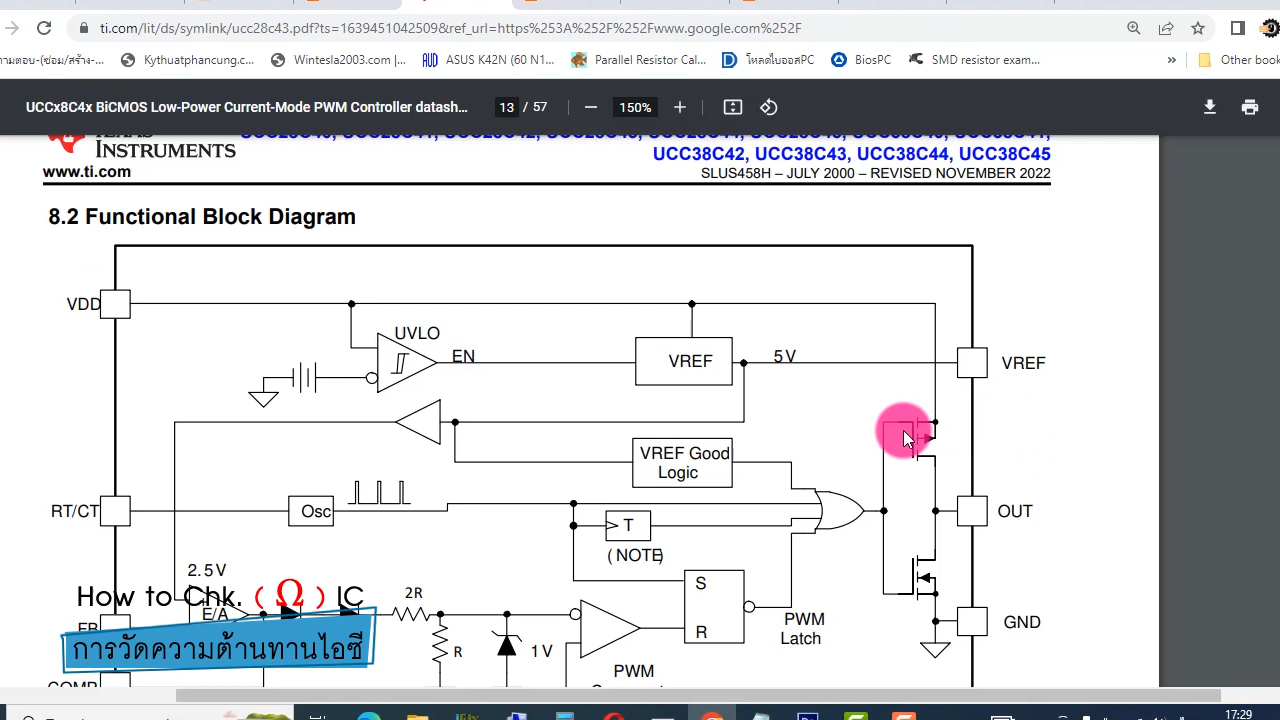 ti.com/lit/ds/symlink/ucc28c43.pdf?ts=1639451042509&ref_url=https%253A%252F%252Fwww.google.com%252F
Kythuatphancung.co...
Wintesla2003.com |...
AUD ASUS K42N (60 N1...
Parallel Resistor Cal...
โหลดไบออสPC
BiosPC
SMD resistor exam...
»
Other book
UCCx8C4x BiCMOS Low-Power Current-Mode PWM Controller datash...
13 / 57
150%
INSTRUMENTS
www.ti.com
UCC38C42, UCC38C43, UCC38C44, UCC38C45
SLUS458H – JULY 2000 – REVISED NOVEMBER 2022
8.2 Functional Block Diagram
VDD
UVLO
EN
VREF
5 V
VREF
VREF Good
Logic
RT/CT
Osc
T
(NOTE)
OUT
2.5 V
E/A
2R
R
1 V
S
R
PWM
Latch
GND
PWM
COMP
How to Chk. ( Ω ) IC
การวัดความต้านทานไอซี
17:29